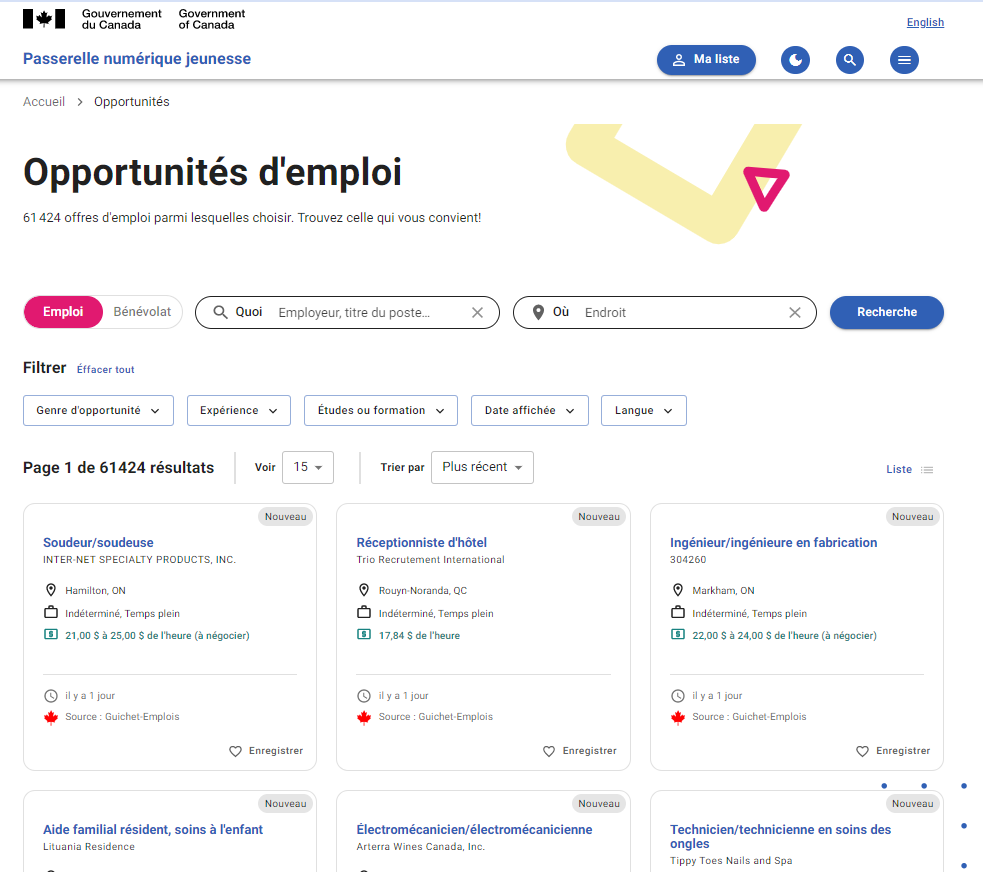 Gouvernement du Canada
Government of Canada
English
Passerelle numérique jeunesse
Ma liste
Accueil > Opportunités
Opportunités d'emploi
61 424 offres d'emploi parmi lesquelles choisir. Trouvez celle qui vous convient!
Emploi Bénévolat Quoi Employeur, titre du poste... Où Endroit Recherche
Filtrer Éffacer tout
Genre d'opportunité Expérience Études ou formation Date affichée Langue
Page 1 de 61424 résultats Voir 15 Trier par Plus récent Liste
Nouveau
Soudeur/soudeuse
INTER-NET SPECIALTY PRODUCTS, INC.
Hamilton, ON
Indéterminé, Temps plein
21,00 $ à 25,00 $ de l'heure (à négocier)
il y a 1 jour
Source : Guichet-Emplois
Enregistrer
Nouveau
Réceptionniste d'hôtel
Trio Recrutement International
Rouyn-Noranda, QC
Indéterminé, Temps plein
17,84 $ de l'heure
il y a 1 jour
Source : Guichet-Emplois
Enregistrer
Nouveau
Ingénieur/ingénieure en fabrication
304260
Markham, ON
Indéterminé, Temps plein
22,00 $ à 24,00 $ de l'heure (à négocier)
il y a 1 jour
Source : Guichet-Emplois
Enregistrer
Nouveau
Aide familial résident, soins à l'enfant
Lituania Residence
Nouveau
Électromécanicien/électromécanicienne
Arterra Wines Canada, Inc.
Nouveau
Technicien/technicienne en soins des
ongles
Tippy Toes Nails and Spa